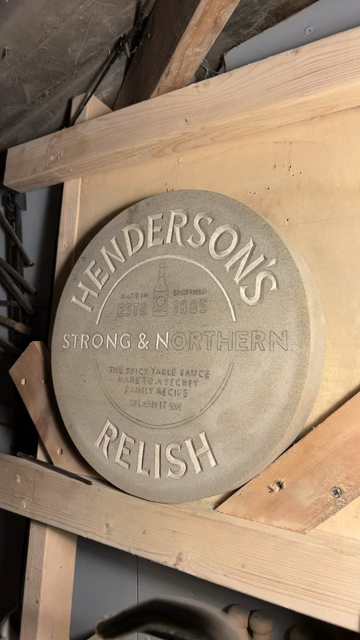 HENDERSON'S
MADE IN SHEFFIELD
ESTD 1885
STRONG & NORTHERN
THE SPICY TABLE SAUCE
MADE TO A SECRET
FAMILY RECIPE
SPLASH IT ON
RELISH